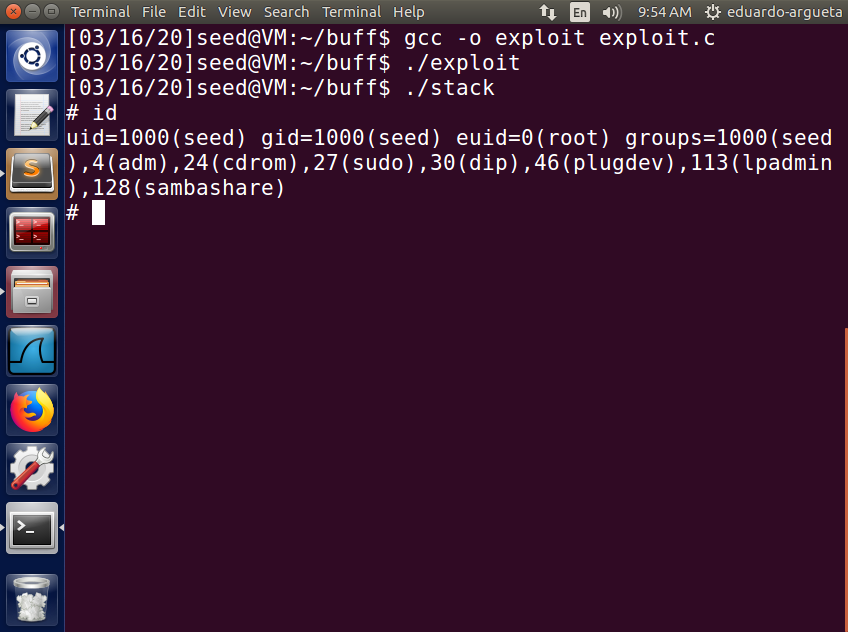 Terminal File Edit View Search Terminal Help En 9:54 AM eduardo-argueta
[03/16/20]seed@VM:~/buff$ gcc -o exploit exploit.c
[03/16/20]seed@VM:~/buff$ ./exploit
[03/16/20]seed@VM:~/buff$ ./stack
# id
uid=1000(seed) gid=1000(seed) euid=0(root) groups=1000(seed
),4(adm),24(cdrom),27(sudo),30(dip),46(plugdev),113(lpadmin
),128(sambashare)
#